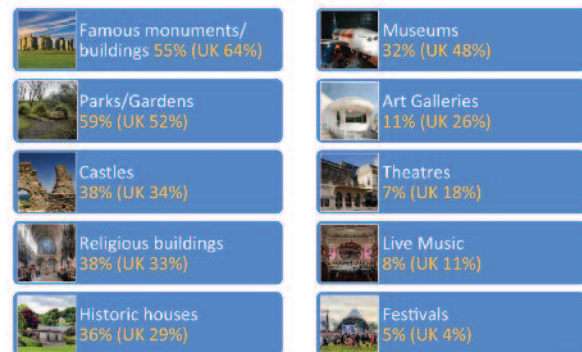 Famous monuments/
buildings 55% (UK 64%)
Parks/Gardens
59% (UK 52%)
Castles
38% (UK 34%)
Religious buildings
38% (UK 33%)
Historic houses
36% (UK 29%)
Museums
32% (UK 48%)
Art Galleries
11% (UK 26%)
Theatres
7% (UK 18%)
Live Music
8% (UK 11%)
Festivals
5% (UK 4%)